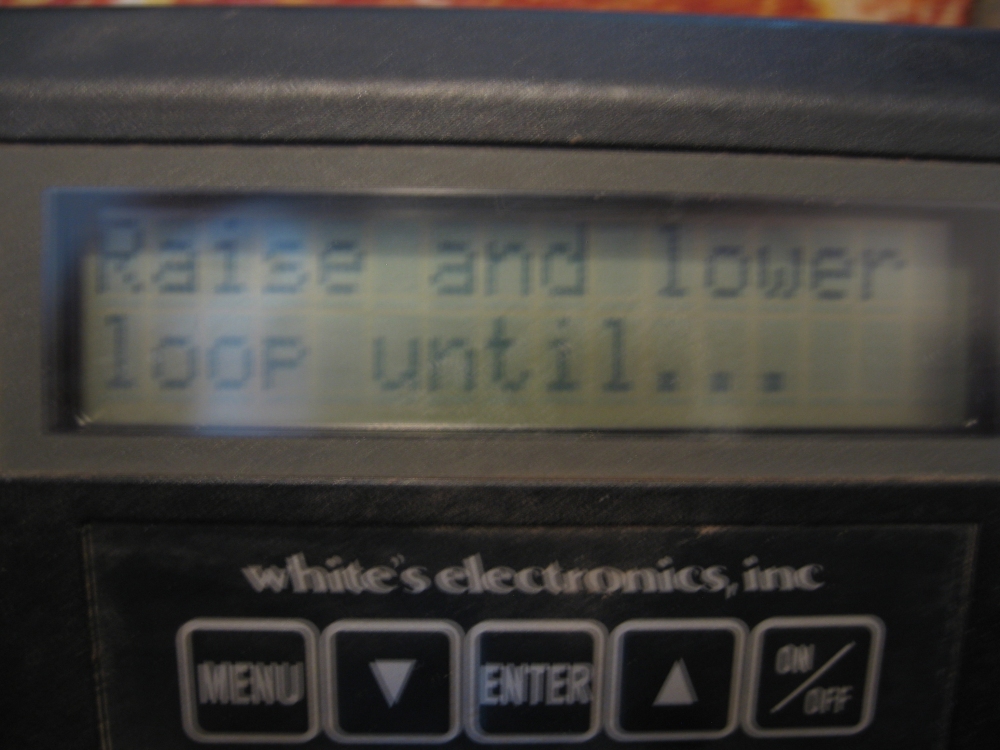 Raise and lower
loop until...
white's electronics, inc
MENU
ENTER
ON/OFF